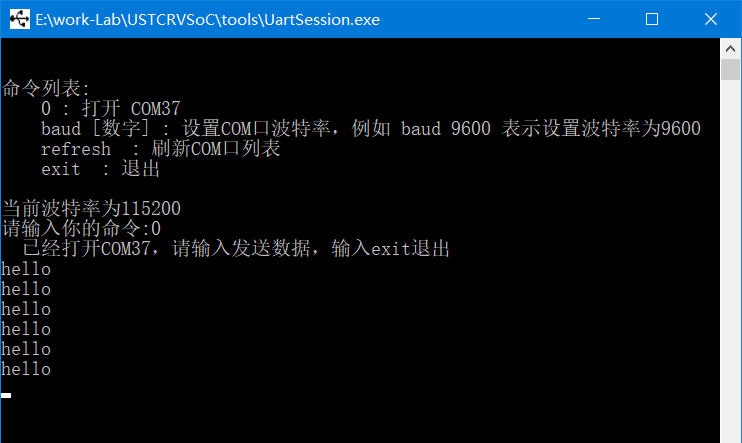 E:\work-Lab\USTCRVSoC\tools\UartSession.exe
命令列表:
0 : 打开 COM37
baud [数字] : 设置COM口波特率，例如 baud 9600 表示设置波特率为9600
refresh  : 刷新COM口列表
exit  : 退出
当前波特率为115200
请输入你的命令:0
已经打开COM37，请输入发送数据，输入exit退出
hello
hello
hello
hello
hello
hello